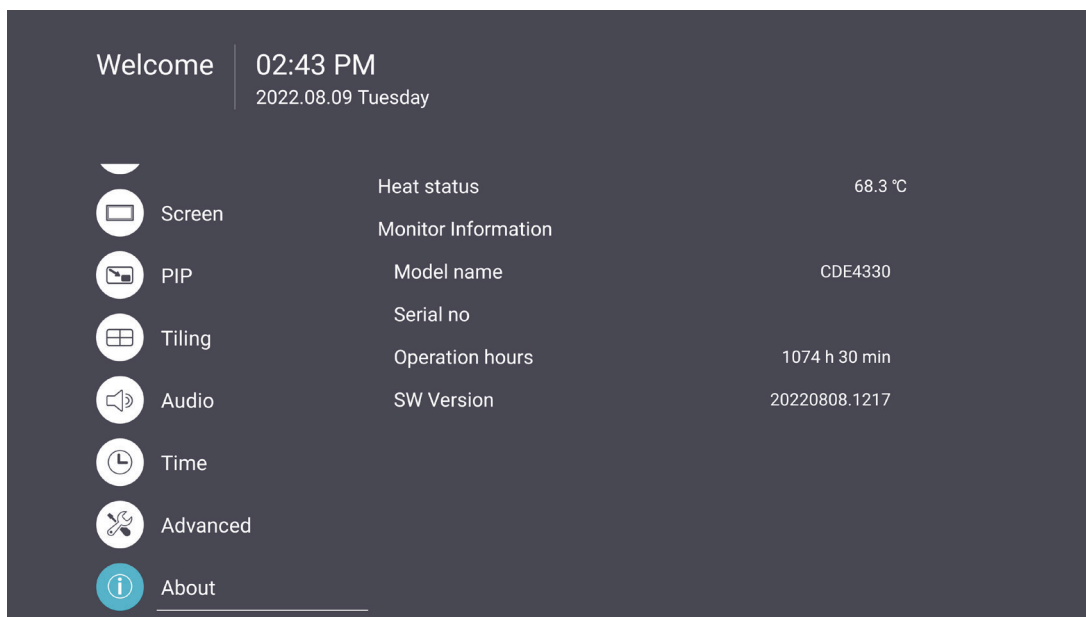 Welcome
02:43 PM
2022.08.09 Tuesday
Screen
PIP
Tiling
Audio
Time
Advanced
About
Heat status 68.3 ℃
Monitor Information
Model name CDE4330
Serial no
Operation hours 1074 h 30 min
SW Version 20220808.1217